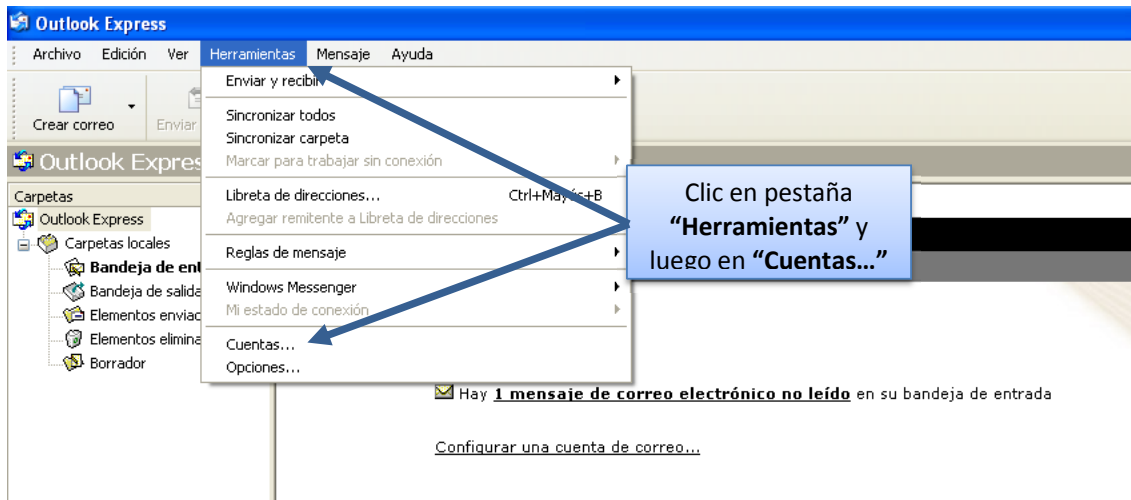 Outlook Express
Archivo Edición Ver Herramientas Mensaje Ayuda
Crear correo Enviar
Enviar y recibir
Sincronizar todos
Sincronizar carpeta
Marcar para trabajar sin conexión
Libreta de direcciones... Ctrl+Mayús+B
Agregar remitente a Libreta de direcciones
Reglas de mensaje
Windows Messenger
Mi estado de conexión
Cuentas...
Opciones...
Outlook Expres
Carpetas
Outlook Express
Carpetas locales
Bandeja de ent
Bandeja de salida
Elementos enviad
Elementos elimina
Borrador
Clic en pestaña
“Herramientas” y
luego en “Cuentas…”
Hay 1 mensaje de correo electrónico no leído en su bandeja de entrada
Configurar una cuenta de correo...